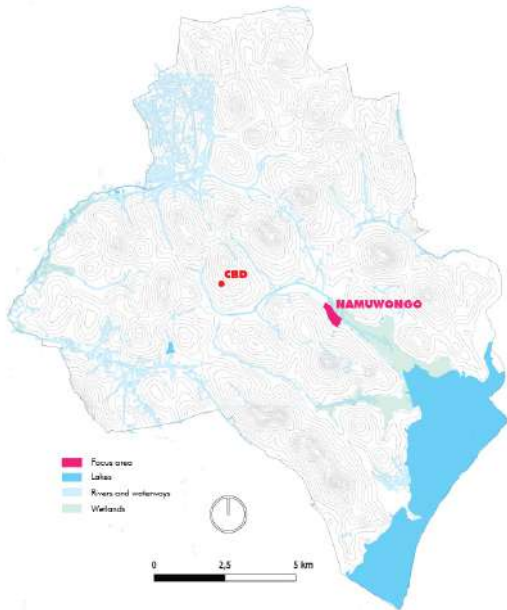 CBD
NAMUWONGO
Focus area
Lakes
Rivers and waterways
Wetlands
0 2,5 5 km